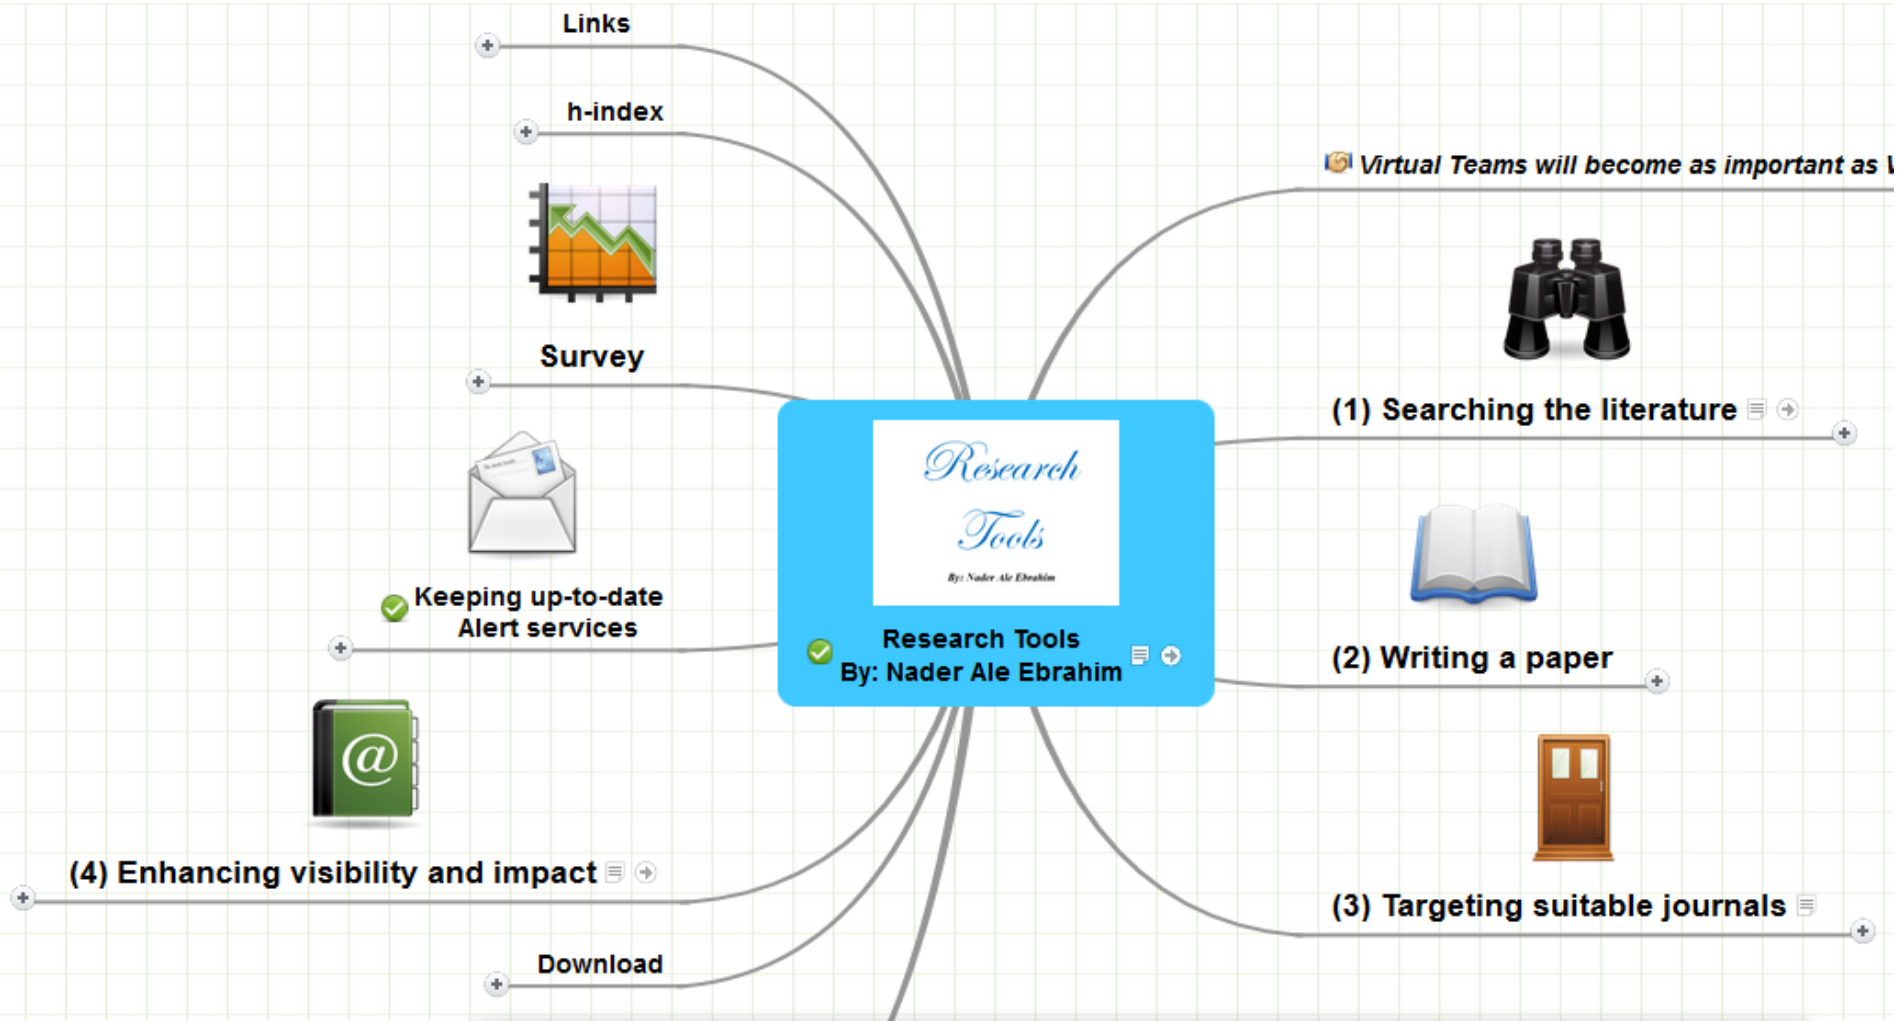 Links
h-index
Survey
Keeping up-to-date
Alert services
(4) Enhancing visibility and impact
@
Download
Research
Tools
By: Nader Ale Ebrahim
Research Tools
By: Nader Ale Ebrahim
Virtual Teams will become as important as
(1) Searching the literature
(2) Writing a paper
(3) Targeting suitable journals